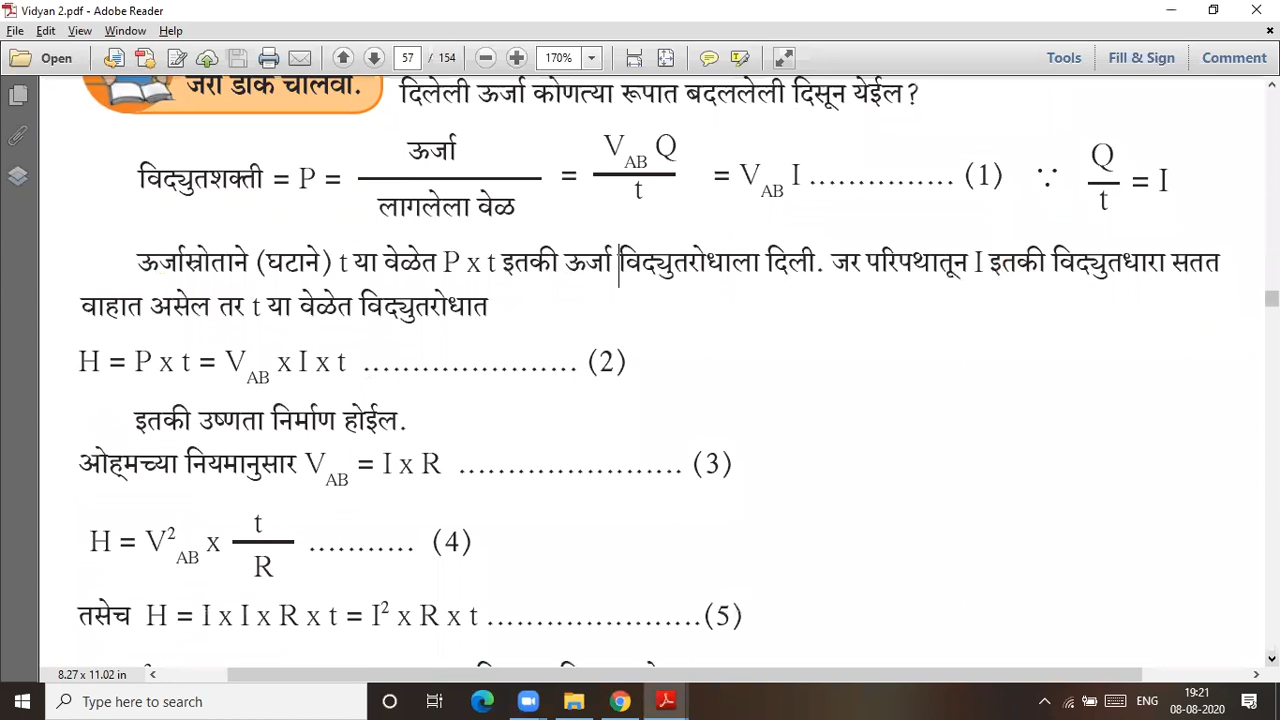 Vidyan 2.pdf - Adobe Reader
File Edit View Window Help
Open 57 / 154 170% Tools Fill & Sign Comment
जरा डोके चालवा. दिलेली ऊर्जा कोणत्या रूपात बदललेली दिसून येईल?
विद्युतशक्ती = P = ऊर्जा / लागलेला वेळ = V_AB Q / t = V_AB I ............... (1) ∵ Q / t = I
ऊर्जास्रोताने (घटाने) t या वेळेत P x t इतकी ऊर्जा विद्युतरोधाला दिली. जर परिपथातून I इतकी विद्युतधारा सतत
वाहात असेल तर t या वेळेत विद्युतरोधात
H = P x t = V_AB x I x t ...................... (2)
इतकी उष्णता निर्माण होईल.
ओह्मच्या नियमानुसार V_AB = I x R ....................... (3)
H = V²_AB x t / R ........... (4)
तसेच H = I x I x R x t = I² x R x t ......................(5)
8.27 x 11.02 in
Type here to search ENG 19:21
08-08-2020